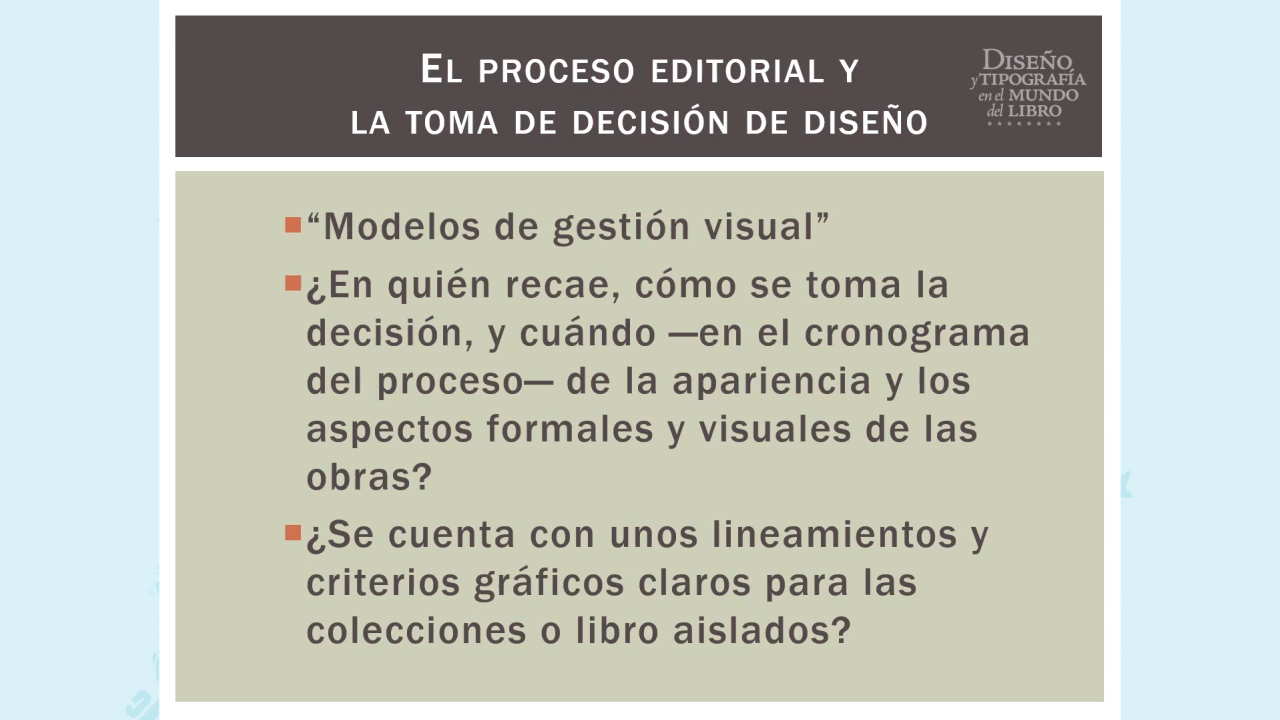 El proceso editorial y
la toma de decisión de diseño
Diseño
y tipografía
en el mundo
del libro
“Modelos de gestión visual”
¿En quién recae, cómo se toma la
decisión, y cuándo —en el cronograma
del proceso— de la apariencia y los
aspectos formales y visuales de las
obras?
¿Se cuenta con unos lineamientos y
criterios gráficos claros para las
colecciones o libro aislados?